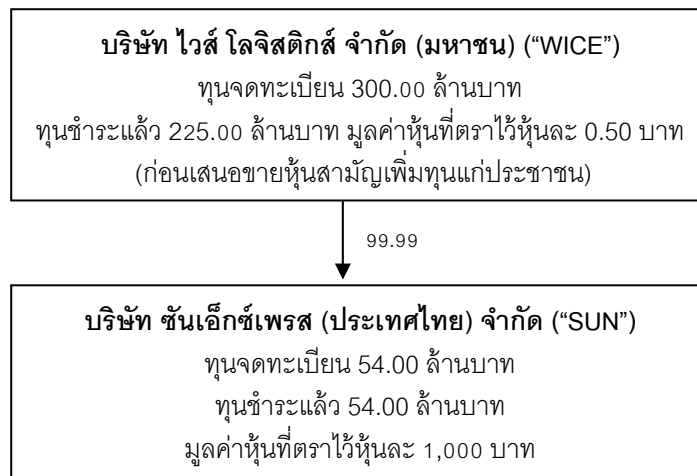 บริษัท ไวส์ โลจิสติกส์ จำกัด (มหาชน) (“WICE”)
ทุนจดทะเบียน 300.00 ล้านบาท
ทุนชำระแล้ว 225.00 ล้านบาท มูลค่าหุ้นที่ตราไว้หุ้นละ 0.50 บาท
(ก่อนเสนอขายหุ้นสามัญเพิ่มทุนแก่ประชาชน)
99.99
บริษัท ซันเอ็กซ์เพรส (ประเทศไทย) จำกัด (“SUN”)
ทุนจดทะเบียน 54.00 ล้านบาท
ทุนชำระแล้ว 54.00 ล้านบาท
มูลค่าหุ้นที่ตราไว้หุ้นละ 1,000 บาท